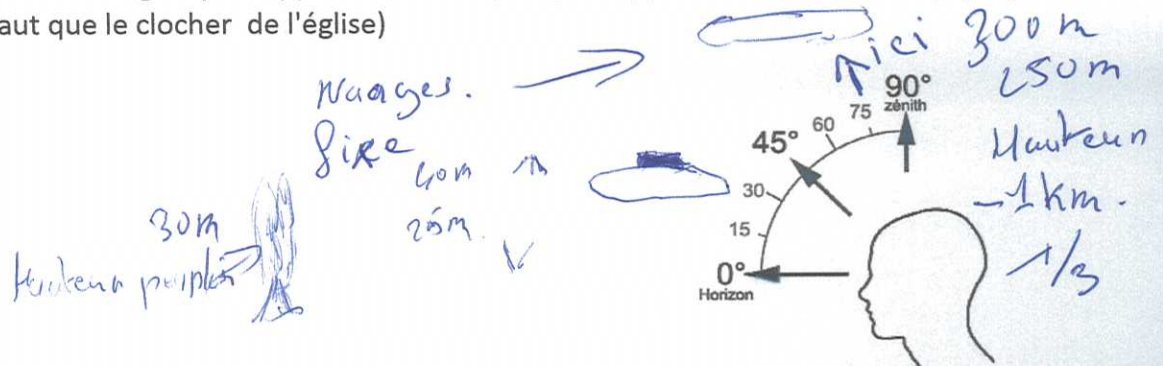 aut que le clocher de l'église)
ici 300 m
250m
Nuages.
fixe
90°
zénith
75
60
45°
30
15
0°
Horizon
Hauteur
-1km.
1/3
40m
25m.
30m
Hauteur peuplier